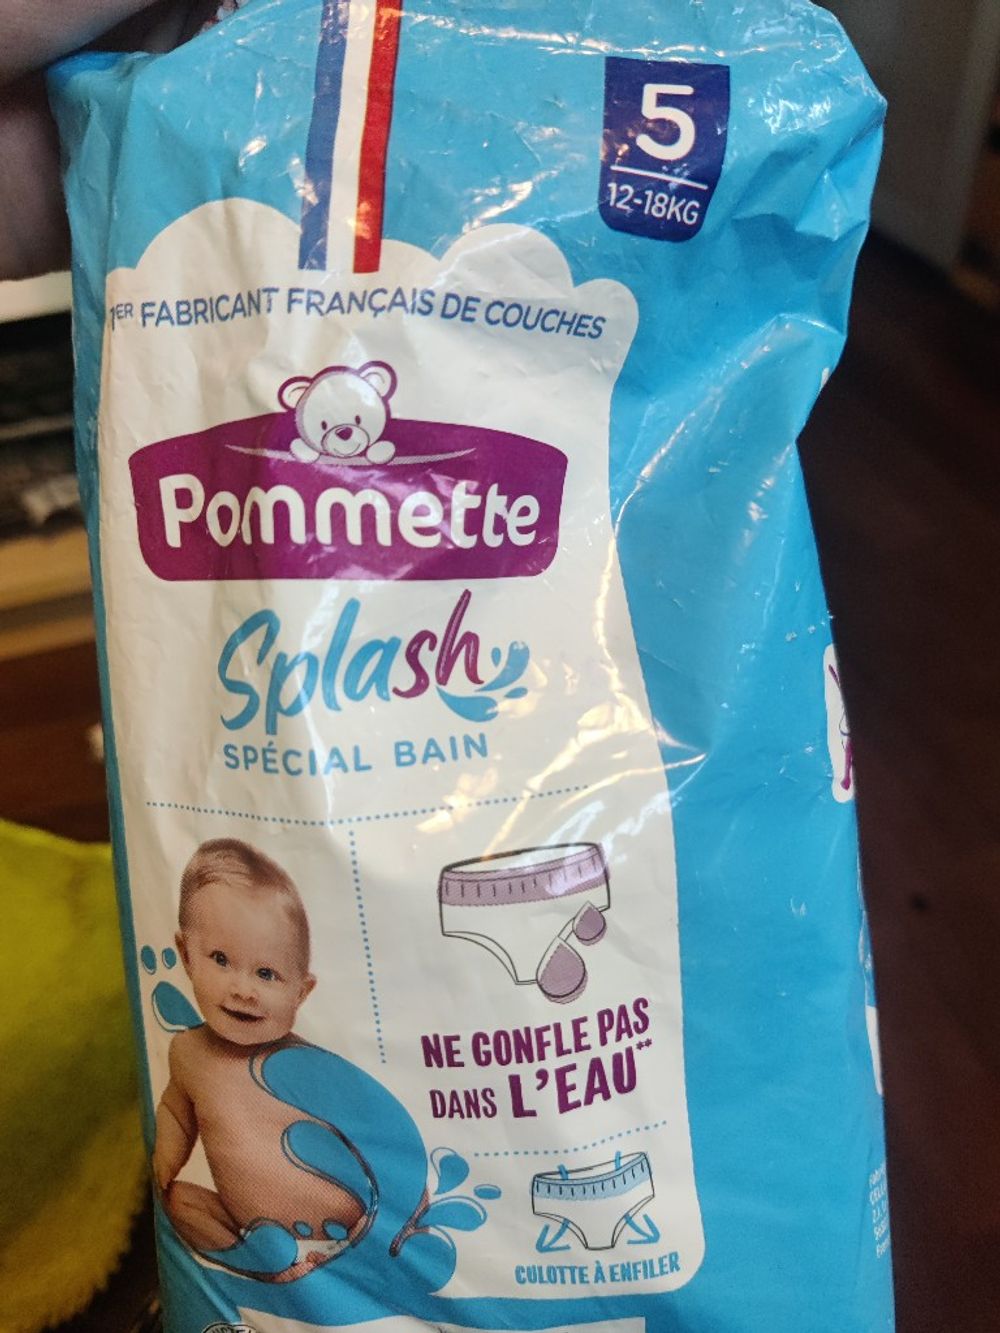 5
12-18KG
1ER FABRICANT FRANÇAIS DE COUCHES
Pommette
Splash
SPÉCIAL BAIN
NE GONFLE PAS
DANS L'EAU**
CULOTTE À ENFILER